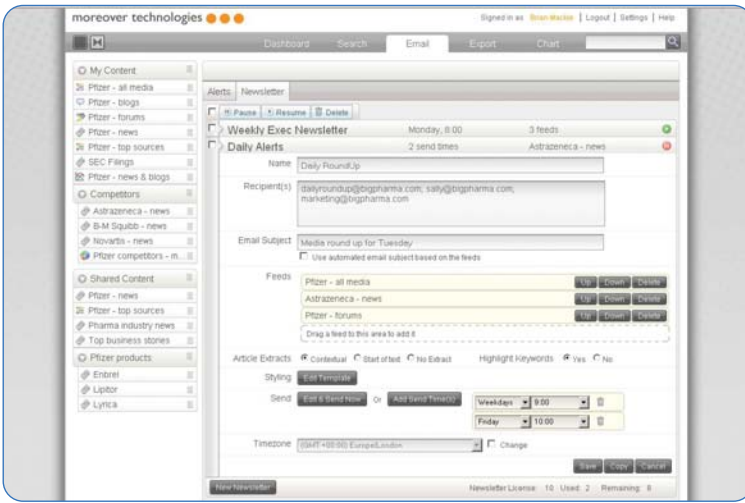 moreover technologies
Signed in as Brian Mackie | Logout | Settings | Help
Dashboard Search Email Export Chart
My Content
Pfizer - all media
Pfizer - blogs
Pfizer - forums
Pfizer - news
Pfizer - top sources
SEC Filings
Pfizer - news & blogs
Competitors
Astrazeneca - news
B-M Squibb - news
Novartis - news
Pfizer competitors - m...
Shared Content
Pfizer - news
Pfizer - top sources
Pharma industry news
Top business stories
Pfizer products
Enbrel
Lipitor
Lyrica
Alerts Newsletter
Pause Resume Delete
Weekly Exec Newsletter Monday, 8:00 3 feeds
Daily Alerts 2 send times Astrazeneca - news
Name Daily RoundUp
Recipient(s) dailyroundup@bigpharma.com; sally@bigpharma.com;
marketing@bigpharma.com
Email Subject Media round up for Tuesday
Use automated email subject based on the feeds
Feeds Pfizer - all media Up Down Delete
Astrazeneca - news Up Down Delete
Pfizer - forums Up Down Delete
Drag a feed to this area to add it
Article Extracts Contextual Start of text No Extract Highlight Keywords Yes No
Styling Edit Template
Send Edit & Send Now Or Add Send Time(s) Weekdays 9:00
Friday 10:00
Timezone (GMT +00:00) Europe/London Change
Save Copy Cancel
New Newsletter Newsletter License: 10 Used: 2 Remaining: 8